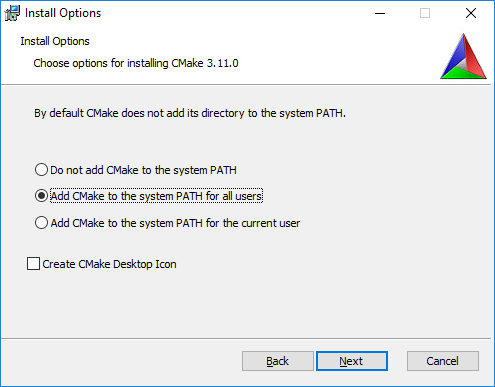 Install Options
Install Options
Choose options for installing CMake 3.11.0
By default CMake does not add its directory to the system PATH.
Do not add CMake to the system PATH
Add CMake to the system PATH for all users
Add CMake to the system PATH for the current user
Create CMake Desktop Icon
Back Next Cancel